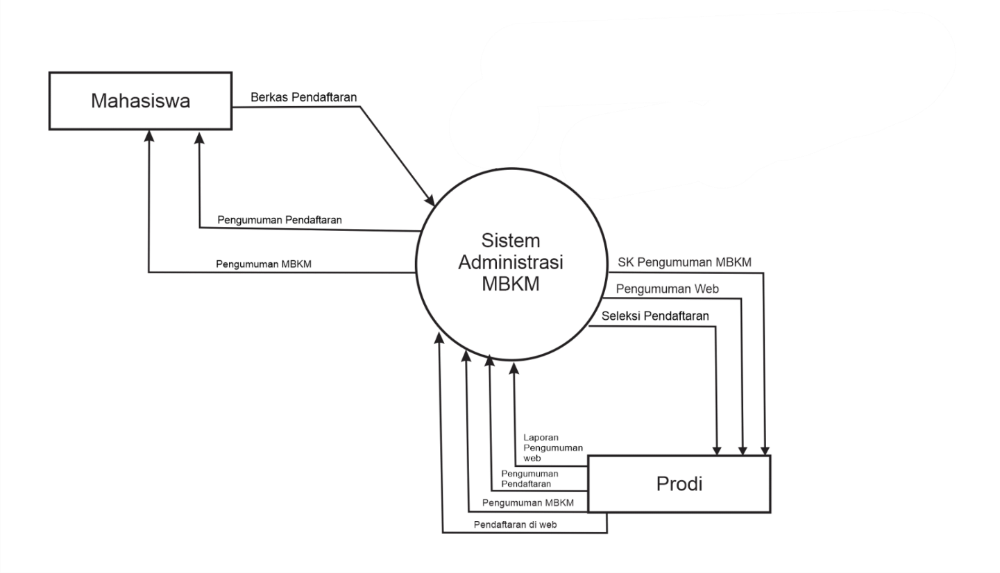 Mahasiswa
Berkas Pendaftaran
Pengumuman Pendaftaran
Pengumuman MBKM
Sistem
Administrasi
MBKM
SK Pengumuman MBKM
Pengumuman Web
Seleksi Pendaftaran
Laporan
Pengumuman
web
Pengumuman
Pendaftaran
Pengumuman MBKM
Pendaftaran di web
Prodi